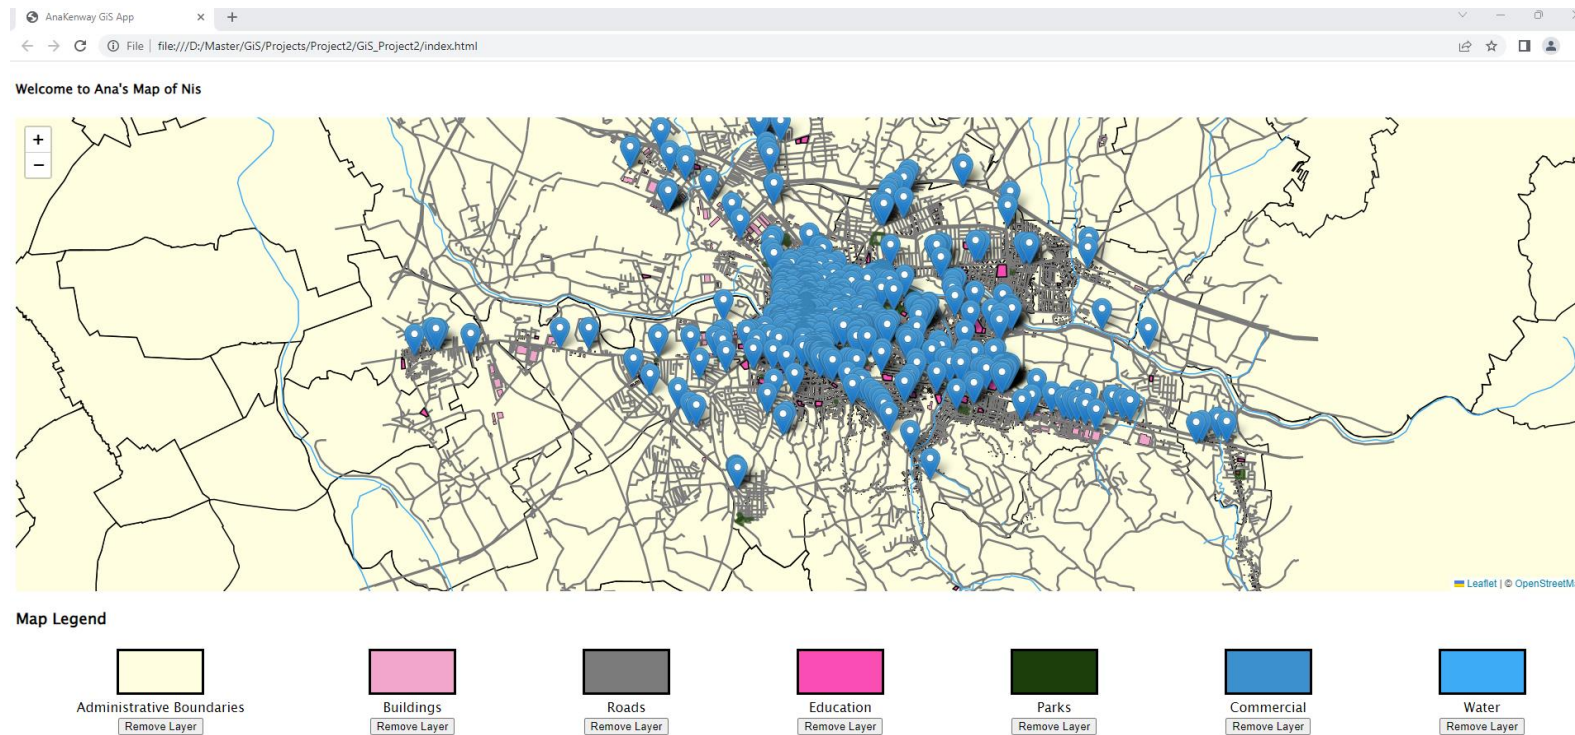 AnaKenway GiS App
File | file:///D:/Master/GiS/Projects/Project2/GiS_Project2/index.html
Welcome to Ana's Map of Nis
+
−
Leaflet | © OpenStreetM
Map Legend
Administrative Boundaries Buildings Roads Education Parks Commercial Water
Remove Layer Remove Layer Remove Layer Remove Layer Remove Layer Remove Layer Remove Layer